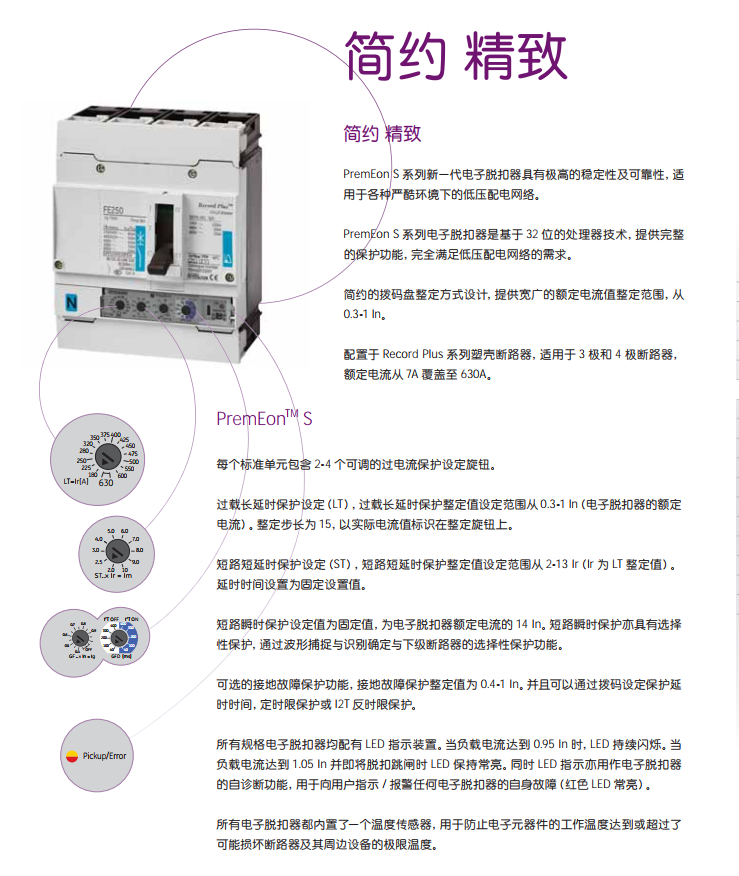 简约 精致
简约 精致
PremEon S 系列新一代电子脱扣器具有极高的稳定性及可靠性，适
用于各种严酷环境下的低压配电网络。
PremEon S 系列电子脱扣器是基于 32 位的处理器技术，提供完整
的保护功能，完全满足低压配电网络的需求。
简约的拨码盘整定方式设计，提供宽广的额定电流值整定范围，从
0.3-1 In。
配置于 Record Plus 系列塑壳断路器，适用于 3 极和 4 极断路器，
额定电流从 7A 覆盖至 630A。
FE250
Record Plus™
N
PremEon™ S
每个标准单元包含 2-4 个可调的过电流保护设定旋钮。
过载长延时保护设定（LT），过载长延时保护整定值设定范围从 0.3-1 In（电子脱扣器的额定
电流）。整定步长为 15，以实际电流值标识在整定旋钮上。
短路短延时保护设定（ST），短路短延时保护整定值设定范围从 2-13 Ir（Ir 为 LT 整定值）。
延时时间设置为固定设置值。
短路瞬时保护设定值为固定值，为电子脱扣器额定电流的 14 In。短路瞬时保护亦具有选择
性保护，通过波形捕捉与识别确定与下级断路器的选择性保护功能。
可选的接地故障保护功能，接地故障保护整定值为 0.4-1 In。并且可以通过拨码设定保护延
时时间，定时限保护或 I2T 反时限保护。
所有规格电子脱扣器均配有 LED 指示装置。当负载电流达到 0.95 In 时，LED 持续闪烁。当
负载电流达到 1.05 In 并即将脱扣跳闸时 LED 保持常亮。同时 LED 指示亦用作电子脱扣器
的自诊断功能，用于向用户指示 / 报警任何电子脱扣器的自身故障（红色 LED 常亮）。
所有电子脱扣器都内置了一个温度传感器，用于防止电子元器件的工作温度达到或超过了
可能损坏断路器及其周边设备的极限温度。
180 225 250 280 320 350 375 400 425 450 475 500 550 600
LT=Ir[A] 630
2.0 2.5 3.0 4.0 5.0 6.0 7.0 8.0 9.0 10
ST..x Ir = Im
GF..x In = Ig
GFD [ms]
Pickup/Error